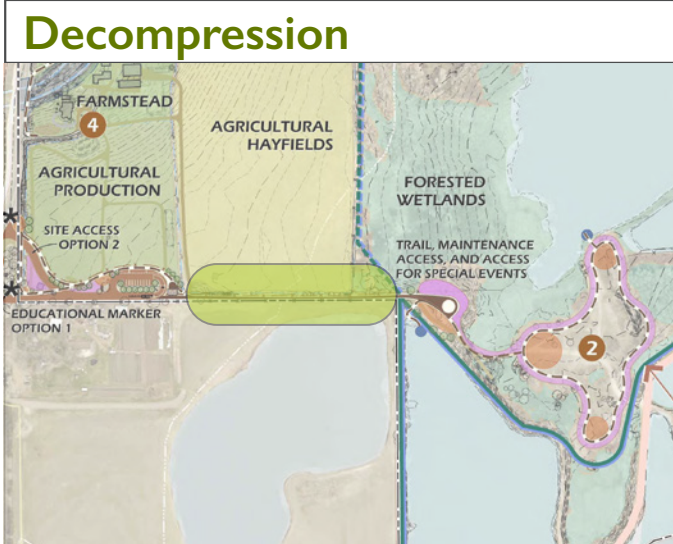 Decompression
FARMSTEAD
4
AGRICULTURAL
HAYFIELDS
AGRICULTURAL
PRODUCTION
FORESTED
WETLANDS
SITE ACCESS
OPTION 2
TRAIL, MAINTENANCE
ACCESS, AND ACCESS
FOR SPECIAL EVENTS
EDUCATIONAL MARKER
OPTION 1
2